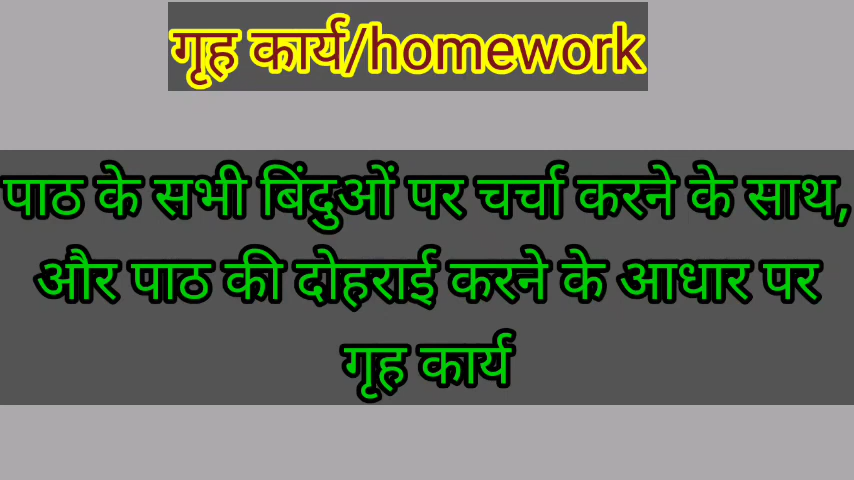 गृह कार्य/homework
पाठ के सभी बिंदुओं पर चर्चा करने के साथ,
और पाठ की दोहराई करने के आधार पर
गृह कार्य